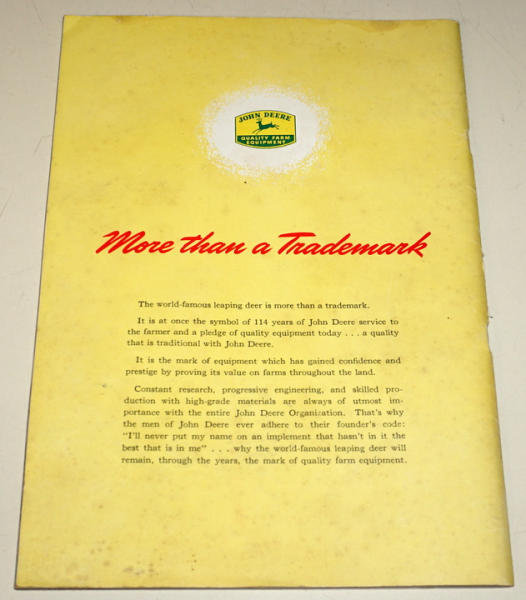 JOHN DEERE
QUALITY FARM
EQUIPMENT
More than a Trademark
The world-famous leaping deer is more than a trademark.
It is at once the symbol of 114 years of John Deere service to
the farmer and a pledge of quality equipment today . . . a quality
that is traditional with John Deere.
It is the mark of equipment which has gained confidence and
prestige by proving its value on farms throughout the land.
Constant research, progressive engineering, and skilled pro-
duction with high-grade materials are always of utmost im-
portance with the entire John Deere Organization. That's why
the men of John Deere ever adhere to their founder's code:
"I'll never put my name on an implement that hasn't in it the
best that is in me" . . . why the world-famous leaping deer will
remain, through the years, the mark of quality farm equipment.